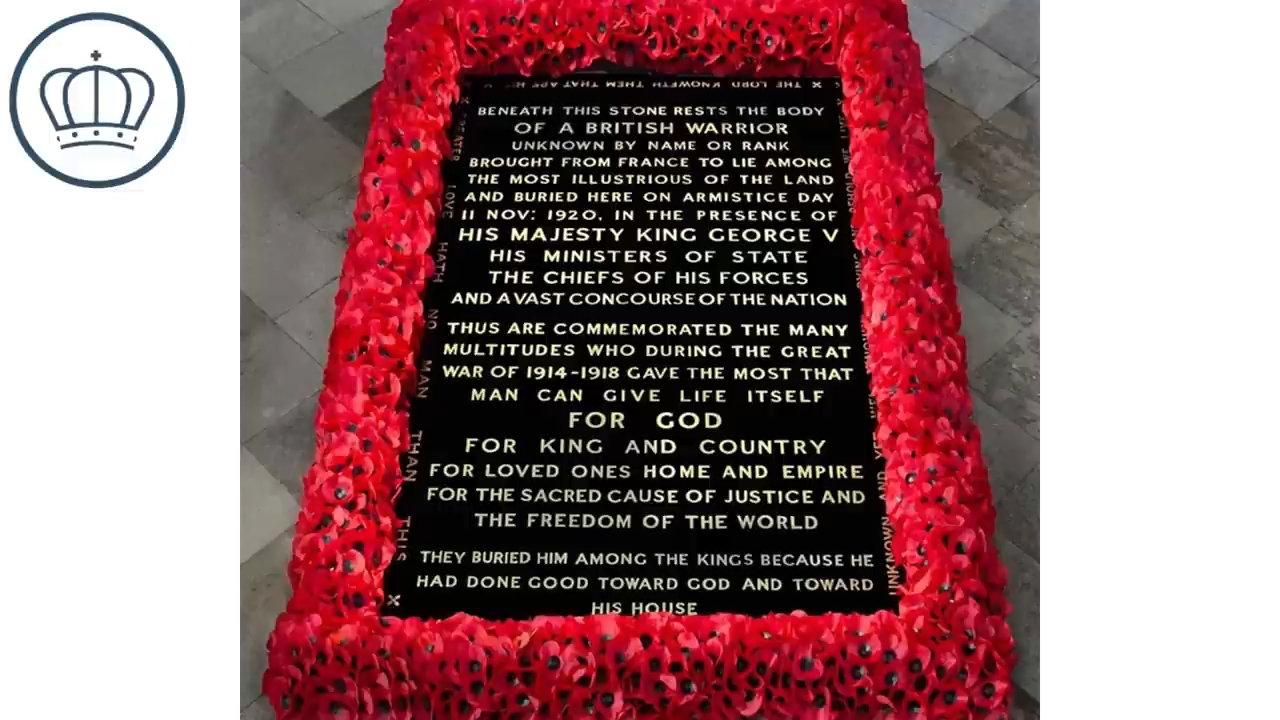 BENEATH THIS STONE RESTS THE BODY
OF A BRITISH WARRIOR
UNKNOWN BY NAME OR RANK
BROUGHT FROM FRANCE TO LIE AMONG
THE MOST ILLUSTRIOUS OF THE LAND
AND BURIED HERE ON ARMISTICE DAY
11 NOV: 1920, IN THE PRESENCE OF
HIS MAJESTY KING GEORGE V
HIS MINISTERS OF STATE
THE CHIEFS OF HIS FORCES
AND A VAST CONCOURSE OF THE NATION
THUS ARE COMMEMORATED THE MANY
MULTITUDES WHO DURING THE GREAT
WAR OF 1914-1918 GAVE THE MOST THAT
MAN CAN GIVE LIFE ITSELF
FOR GOD
FOR KING AND COUNTRY
FOR LOVED ONES HOME AND EMPIRE
FOR THE SACRED CAUSE OF JUSTICE AND
THE FREEDOM OF THE WORLD
THEY BURIED HIM AMONG THE KINGS BECAUSE HE
HAD DONE GOOD TOWARD GOD AND TOWARD
HIS HOUSE
THE LORD KNOWETH THEM THAT ARE HIS
GREATER LOVE HATH NO MAN THAN THIS
UNKNOWN AND YET